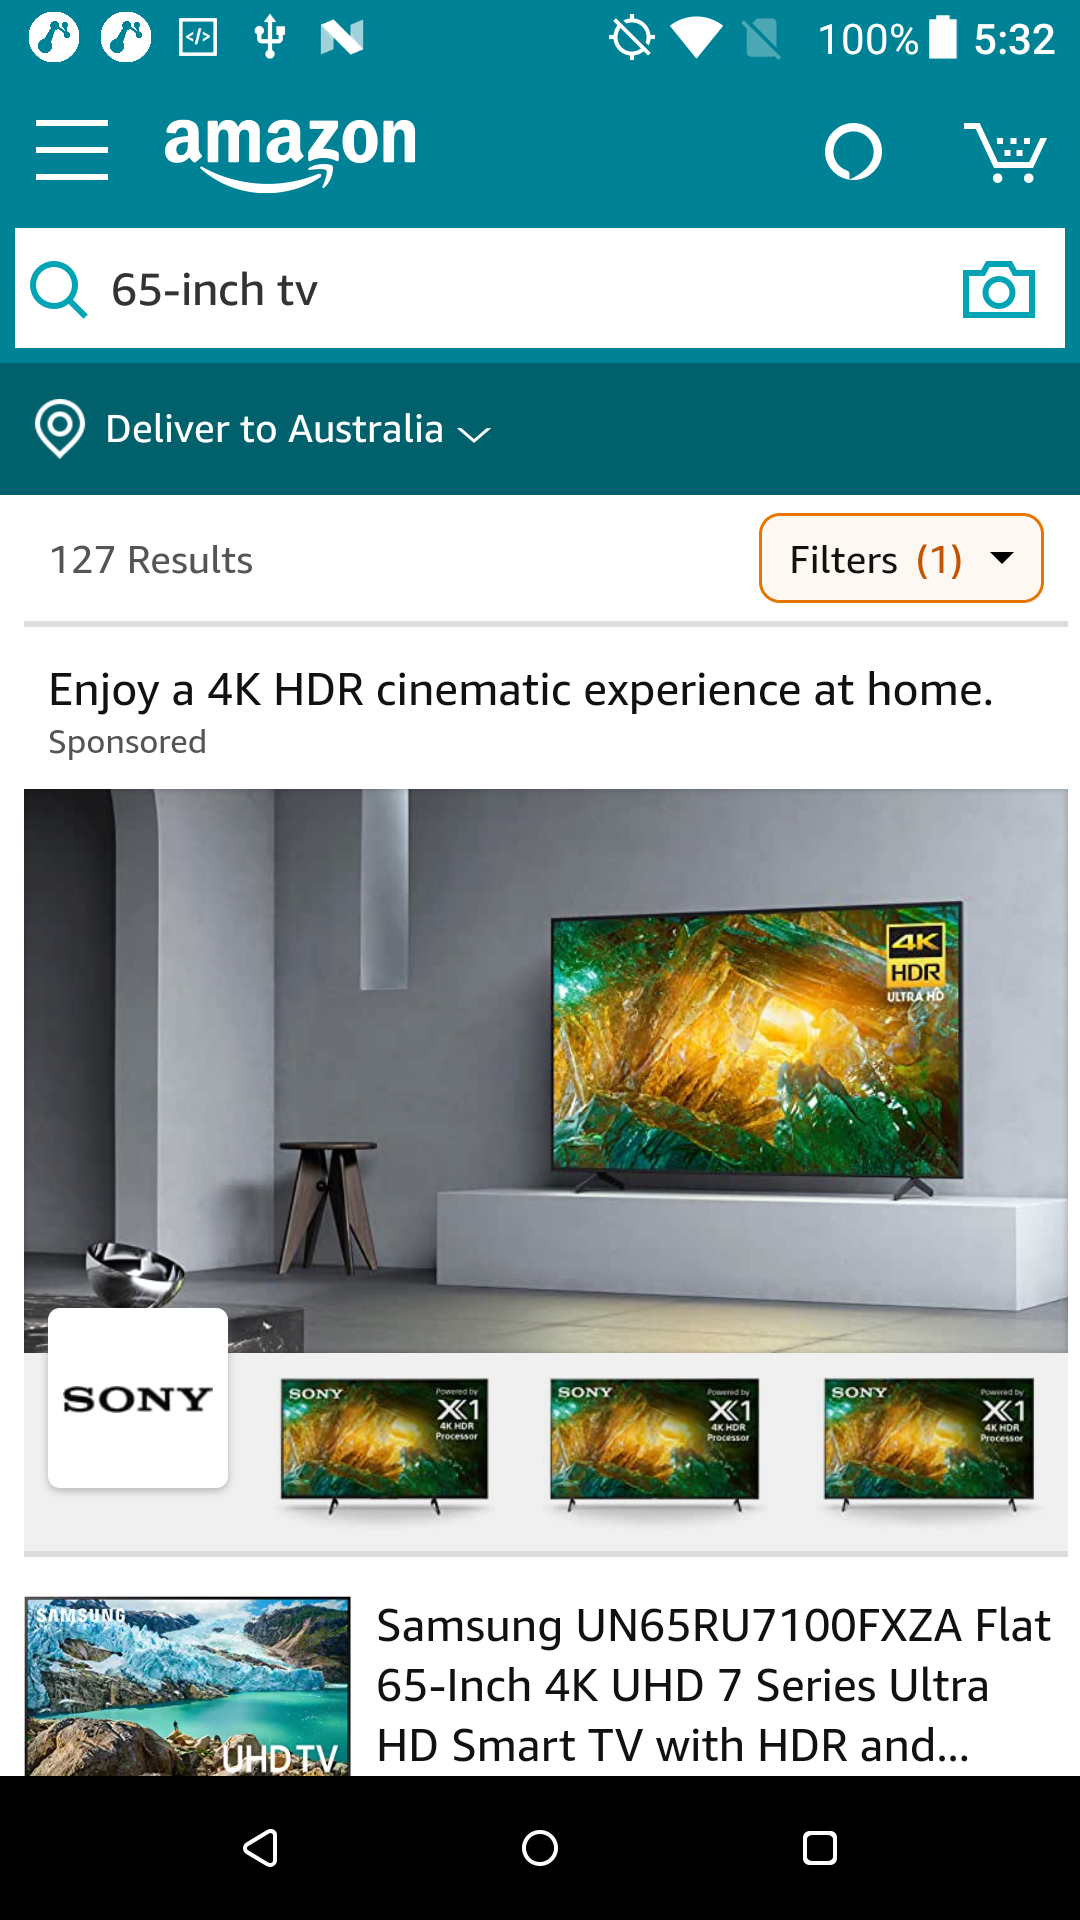 100% 5:32
amazon
65-inch tv
Deliver to Australia
127 Results
Filters (1)
Enjoy a 4K HDR cinematic experience at home.
Sponsored
4K
HDR
ULTRA HD
SONY
SONY
Powered by
X1
4K HDR
Processor
SONY
Powered by
X1
4K HDR
Processor
SONY
Powered by
X1
4K HDR
Processor
SAMSUNG
UHD TV
Samsung UN65RU7100FXZA Flat
65-Inch 4K UHD 7 Series Ultra
HD Smart TV with HDR and...